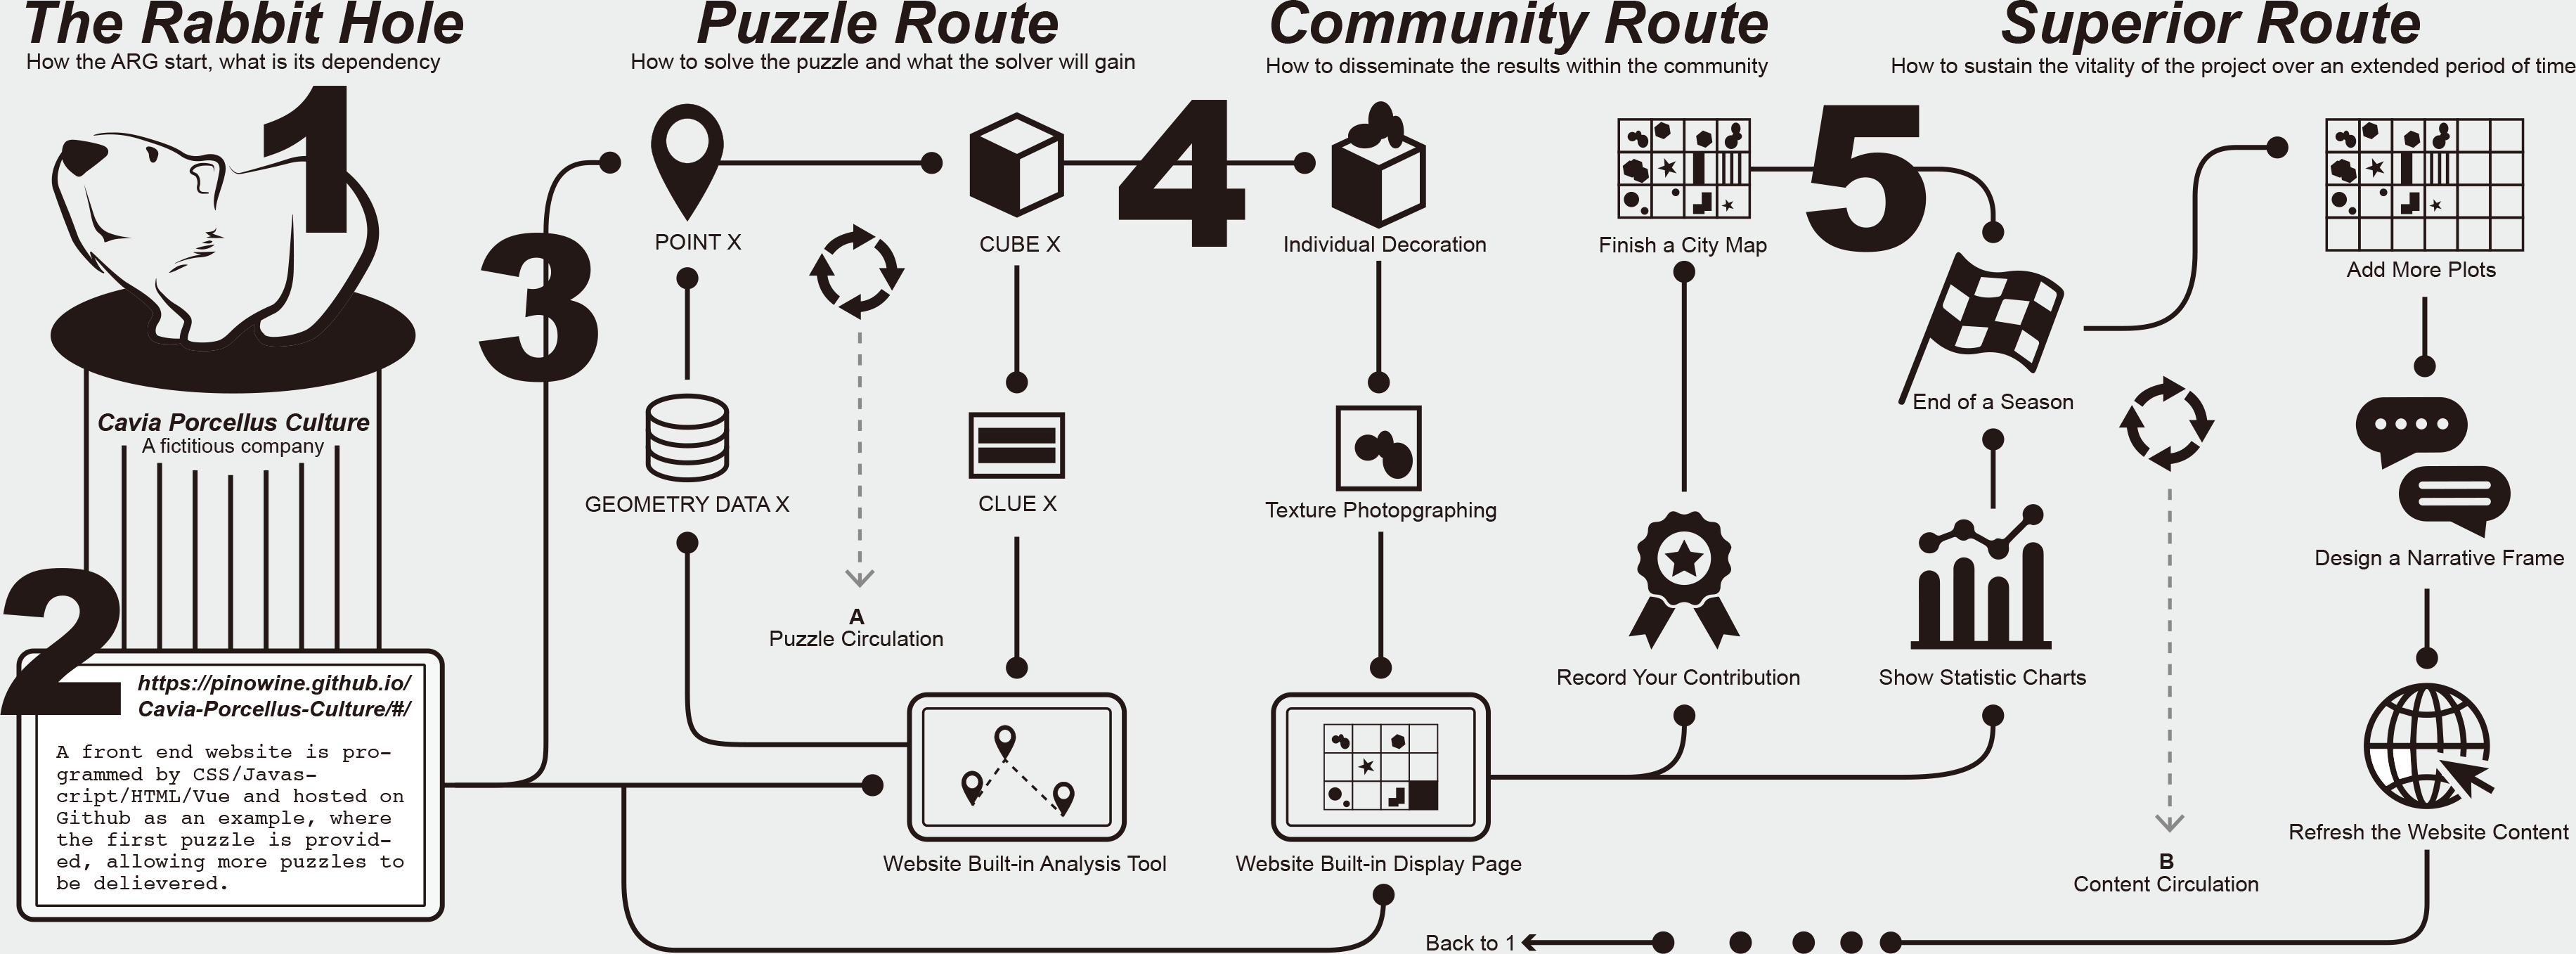 The Rabbit Hole
How the ARG start, what is its dependency
1
Cavia Porcellus Culture
A fictitious company
2
https://pinowine.github.io/
Cavia-Porcellus-Culture/#/
A front end website is pro-
grammed by CSS/Javas-
cript/HTML/Vue and hosted on
Github as an example, where
the first puzzle is provid-
ed, allowing more puzzles to
be delievered.
Puzzle Route
How to solve the puzzle and what the solver will gain
3
POINT X
CUBE X
GEOMETRY DATA X
CLUE X
A
Puzzle Circulation
Website Built-in Analysis Tool
Community Route
How to disseminate the results within the community
4
Individual Decoration
Finish a City Map
Texture Photopgraphing
Record Your Contribution
Website Built-in Display Page
Superior Route
How to sustain the vitality of the project over an extended period of time
5
End of a Season
Show Statistic Charts
Add More Plots
Design a Narrative Frame
Refresh the Website Content
B
Content Circulation
Back to 1